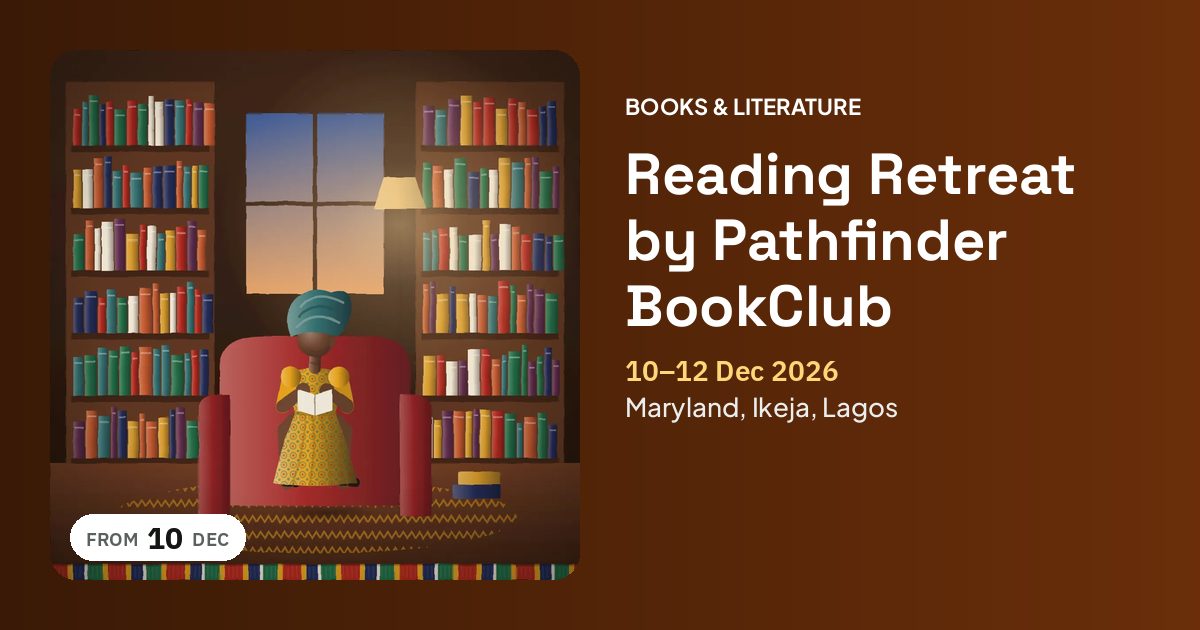 BOOKS & LITERATURE
Reading Retreat
by Pathfinder
BookClub
10–12 Dec 2026
Maryland, Ikeja, Lagos
FROM 10 DEC